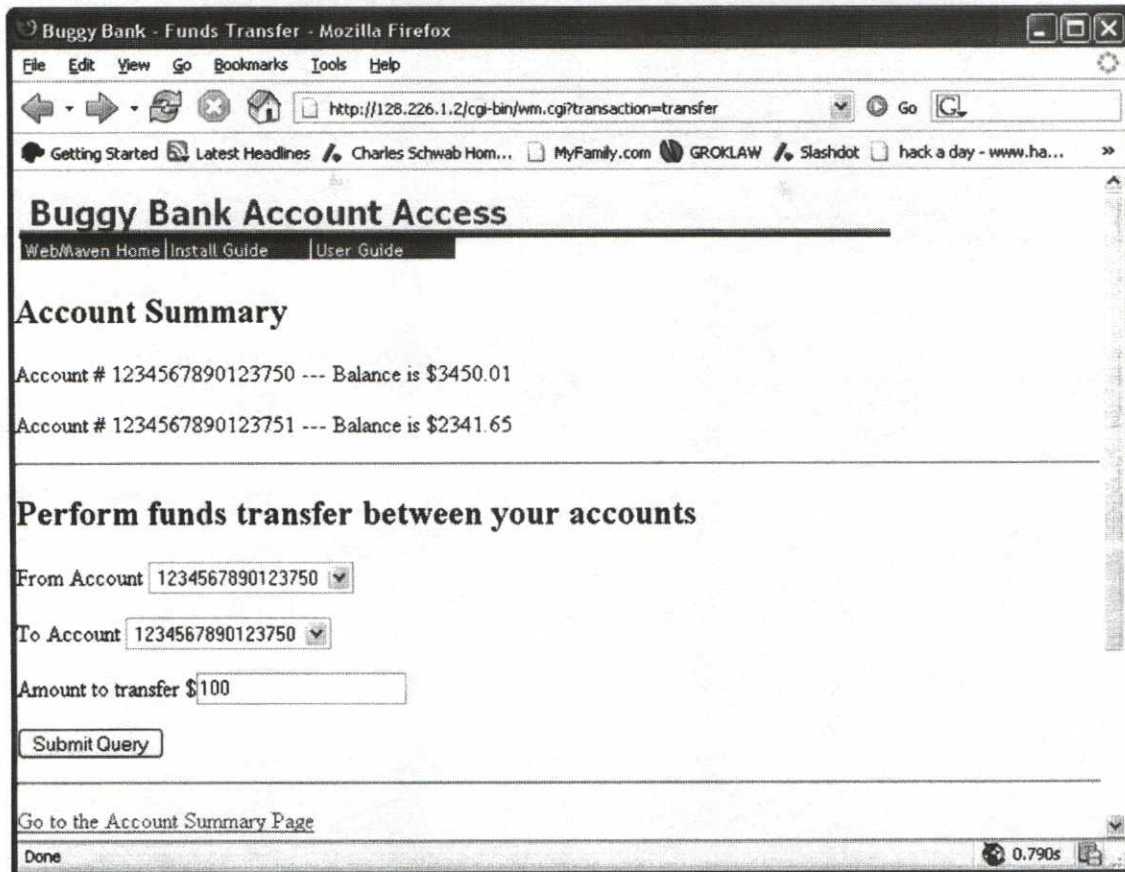 Buggy Bank - Funds Transfer - Mozilla Firefox
File Edit View Go Bookmarks Tools Help
http://128.226.1.2/cgi-bin/wm.cgi?transaction=transfer Go G
Getting Started Latest Headlines Charles Schwab Hom... MyFamily.com GROKLAW Slashdot hack a day - www.ha... »
Buggy Bank Account Access
WebMaven Home Install Guide User Guide
Account Summary
Account # 1234567890123750 --- Balance is $3450.01
Account # 1234567890123751 --- Balance is $2341.65
Perform funds transfer between your accounts
From Account 1234567890123750
To Account 1234567890123750
Amount to transfer $100
Submit Query
Go to the Account Summary Page
Done 0.790s